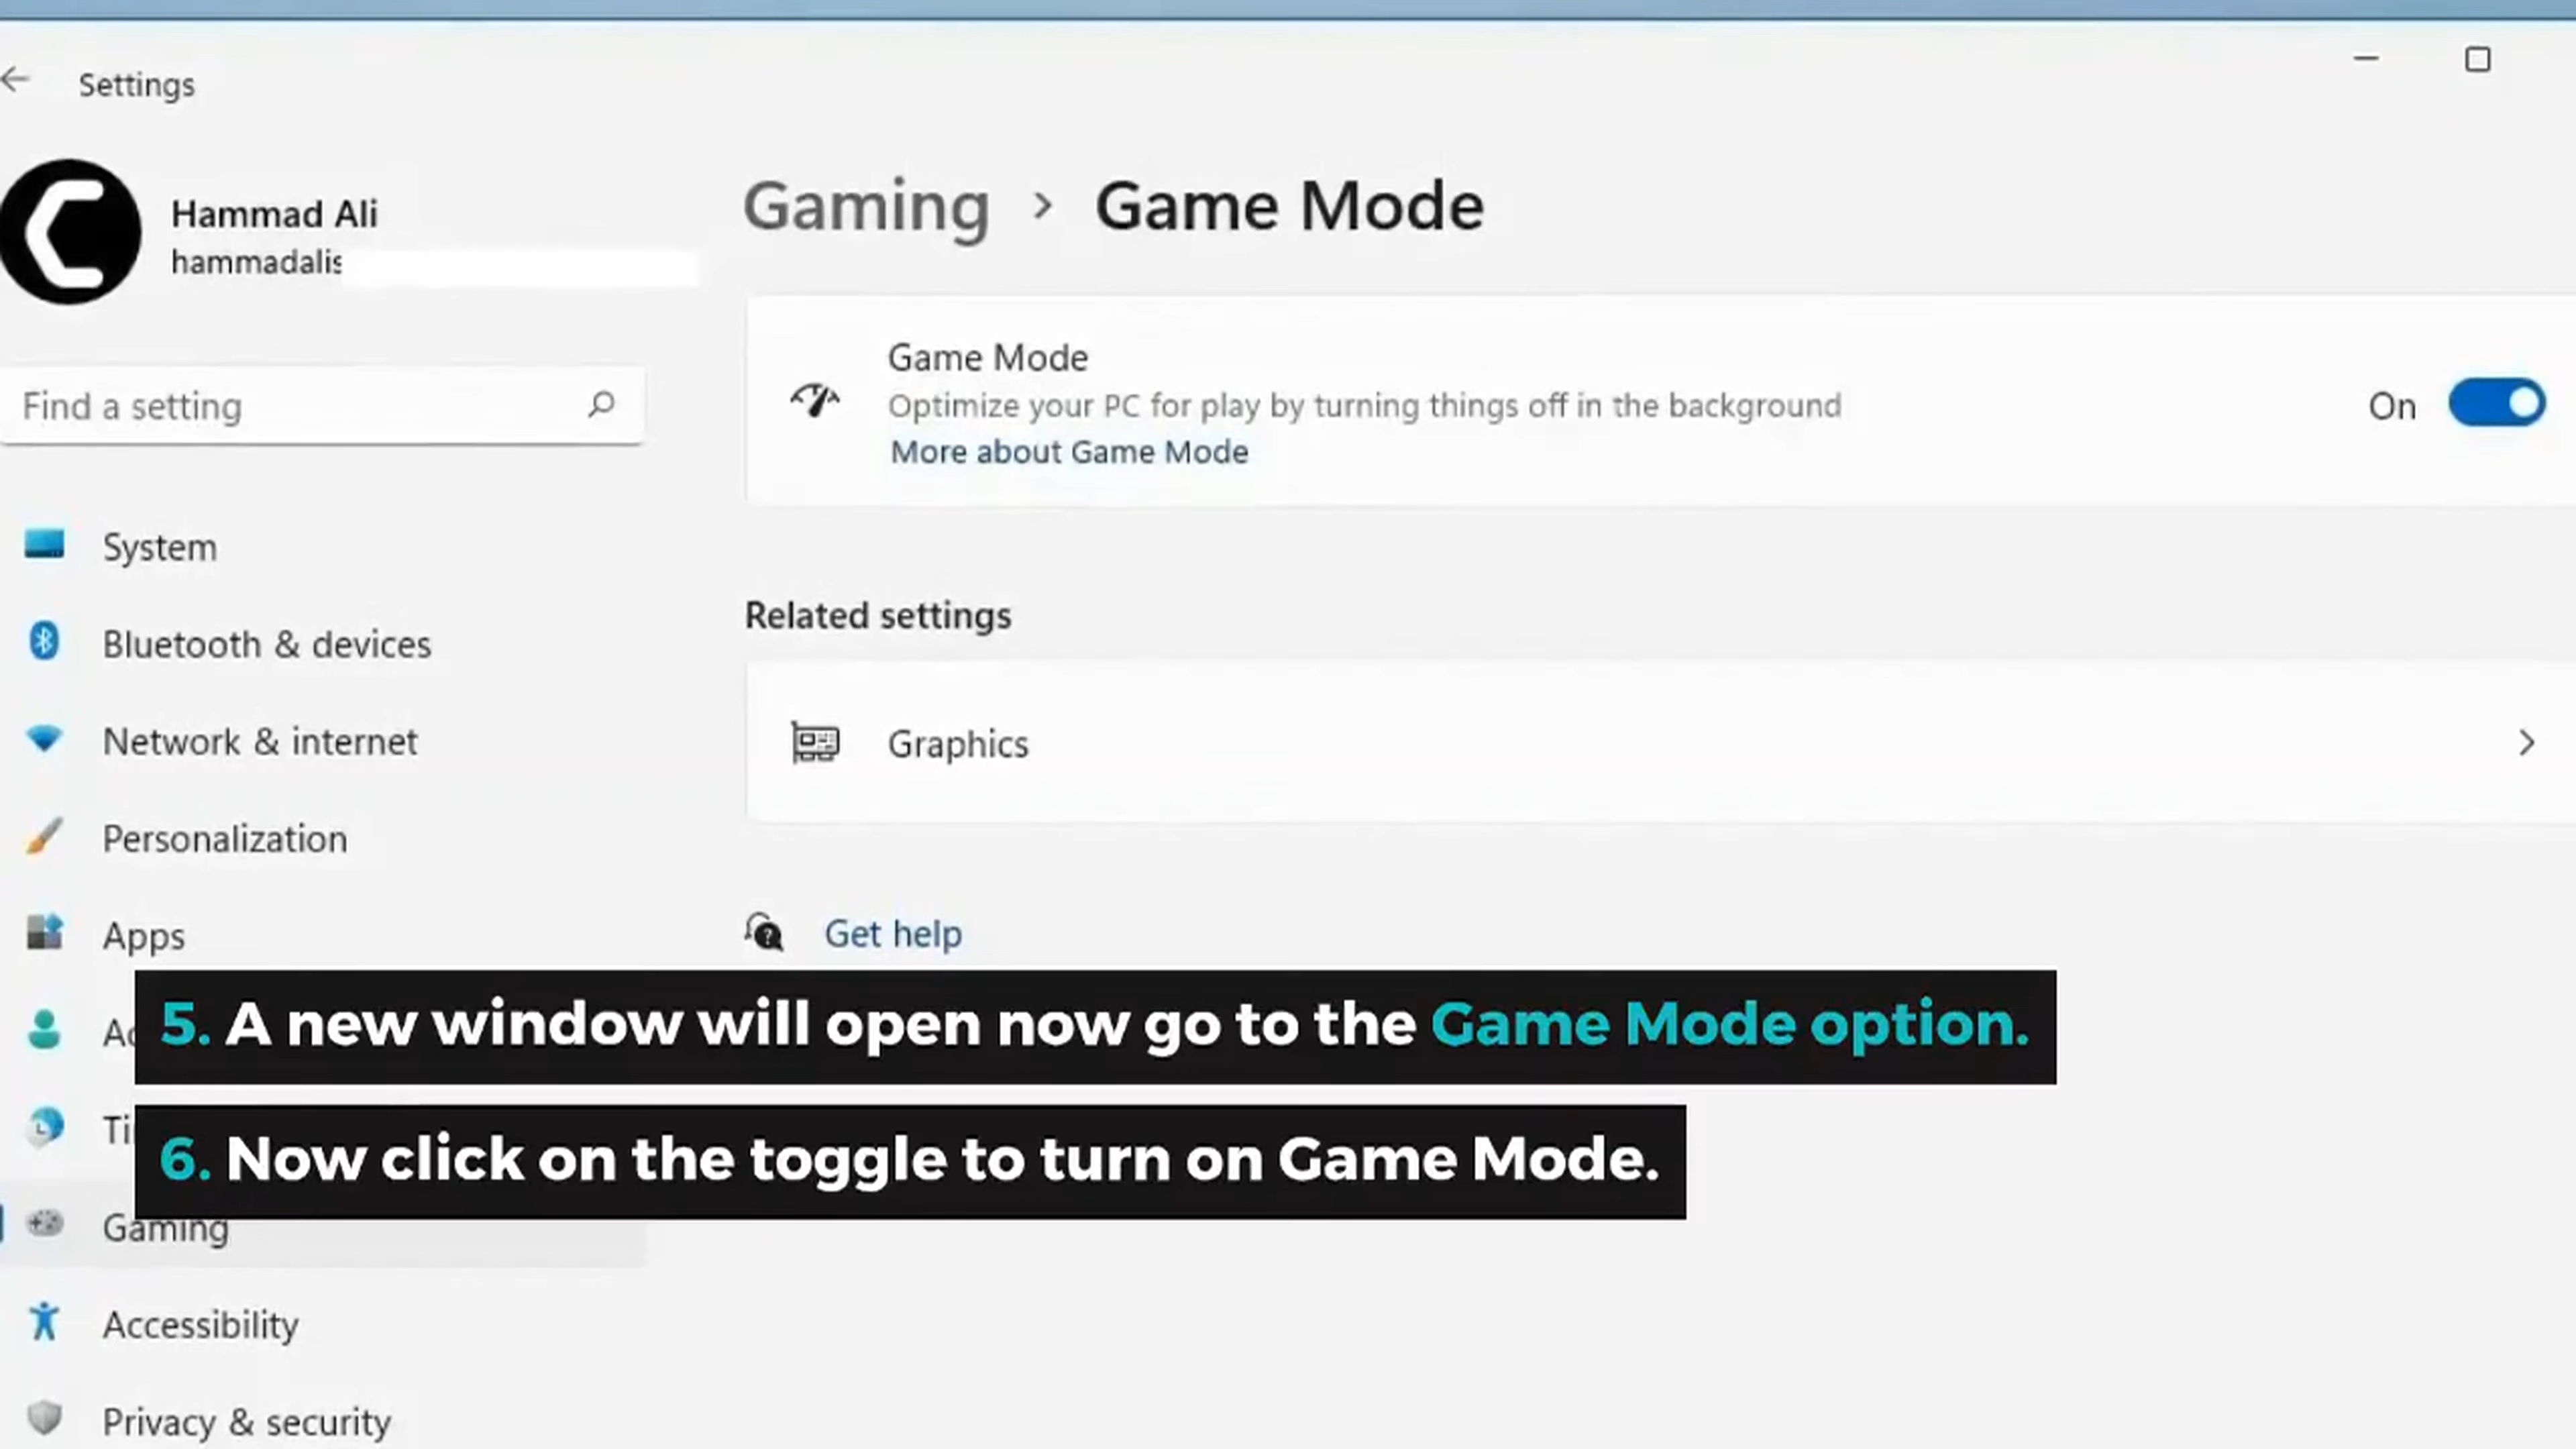 Settings
Hammad Ali
hammadalis
Find a setting
System
Bluetooth & devices
Network & internet
Personalization
Apps
Gaming
Accessibility
Privacy & security
Gaming > Game Mode
Game Mode
Optimize your PC for play by turning things off in the background
More about Game Mode
On
Related settings
Graphics
Get help
5. A new window will open now go to the Game Mode option.
6. Now click on the toggle to turn on Game Mode.